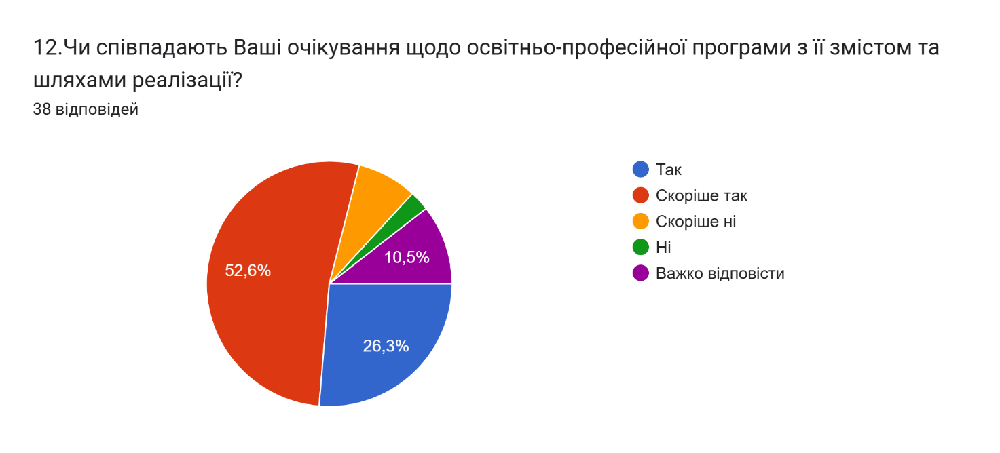 12.Чи співпадають Ваші очікування щодо освітньо-професійної програми з її змістом та
шляхами реалізації?
38 відповідей
Так
Скоріше так
Скоріше ні
Ні
Важко відповісти
52,6%
10,5%
26,3%